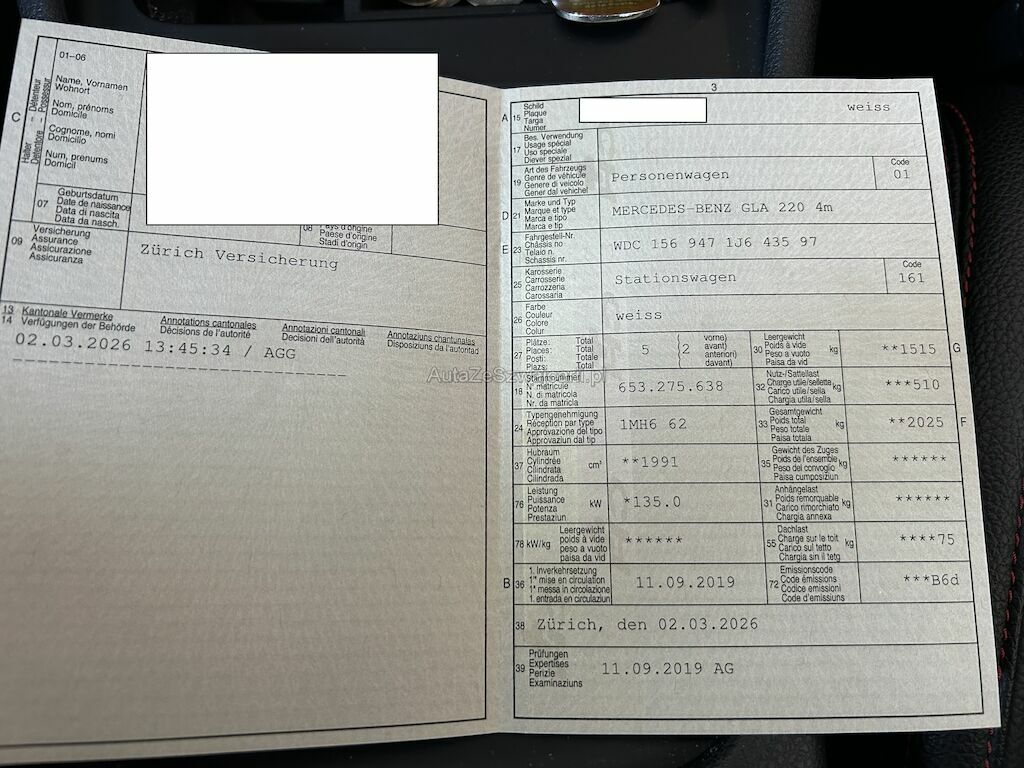 C
Halter – Détenteur
Detentore – Possessur
01-06
Name, Vornamen
Wohnort
Nom, prénoms
Domicile
Cognome, nomi
Domicilio
Num, prenums
Domicil
07
Geburtsdatum
Date de naissance
Data di nascita
Data da nasch.
08
Pays d'origine
Paese d'origine
Stadi d'origin
09
Versicherung
Assurance
Assicurazione
Assicuranza
Zürich Versicherung
13 Kantonale Vermerke
14 Verfügungen der Behörde
Annotations cantonales
Décisions de l'autorité
Annotazioni cantonali
Decisioni dell'autorità
Annotaziuns chantunalas
Disposiziuns da l'autoritad
02.03.2026 13:45:34 / AGG
3
A 15
Schild
Plaque
Targa
Numer
weiss
17
Bes. Verwendung
Usage spécial
Uso speciale
Diever spezial
19
Art des Fahrzeugs
Genre de véhicule
Genere di veicolo
Gener dal vehichel
Personenwagen
Code
01
D 21
Marke und Typ
Marque et type
Marca e tipo
Marca e tip
MERCEDES-BENZ GLA 220 4m
E 23
Fahrgestell-Nr.
Châssis no
Telaio n.
Schassis nr.
WDC 156 947 1J6 435 97
25
Karosserie
Carrosserie
Carrozzeria
Carossaria
Stationswagen
Code
161
26
Farbe
Couleur
Colore
Colur
weiss
27
Plätze: Total
Places: Total
Posti: Totale
Plazs: Total
5 (2
vorne)
avant)
anteriori)
davant)
30
Leergewicht
Poids à vide
Peso a vuoto
Paisa da vid
kg
**1515
G
18
Stammnummer
N° matricule
N. di matricola
Nr. da matricla
653.275.638
32
Nutz-/Sattellast
Charge utile/sellette
Carico utile/sella
Chargia utila/sella
kg
***510
24
Typengenehmigung
Réception par type
Approvazione del tipo
Approvaziun dal tip
1MH6 62
33
Gesamtgewicht
Poids total
Peso totale
Paisa totala
kg
**2025
F
37
Hubraum
Cylindrée
Cilindrata
Cilindrada
cm³
**1991
35
Gewicht des Zuges
Poids de l'ensemble
Peso del convoglio
Paisa cumposiziun
kg
******
76
Leistung
Puissance
Potenza
Prestaziun
kW
*135.0
31
Anhängelast
Poids remorquable
Carico rimorchiato
Chargia annexa
kg
******
78 kW/kg
Leergewicht
poids à vide
peso a vuoto
paisa da vid
******
55
Dachlast
Charge sur le toit
Carico sul tetto
Chargia sin il tetg
kg
****75
B 36
1. Inverkehrsetzung
1re mise en circulation
1a messa in circolazione
1. entrada en circulaziun
11.09.2019
72
Emissionscode
Code émissions
Codice emissioni
Code d'emissiuns
***B6d
38
Zürich, den 02.03.2026
39
Prüfungen
Expertises
Perizie
Examinaziuns
11.09.2019 AG
AutaZeSzwajcarii.pl